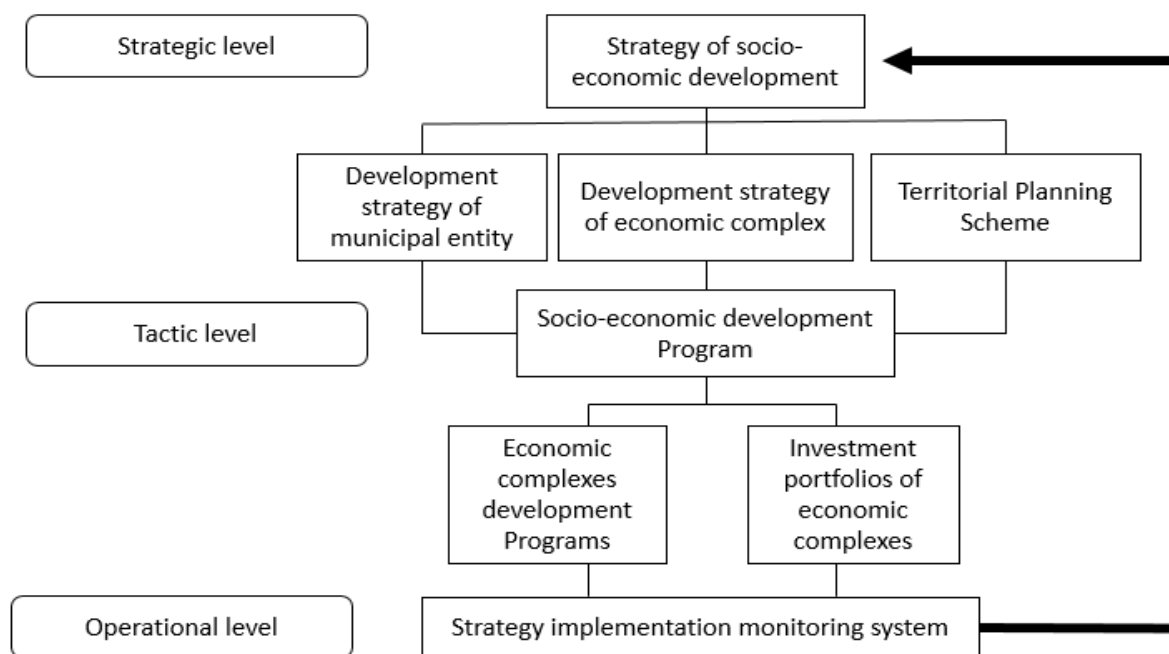 Strategic level
Strategy of socio-
economic development
Development
strategy of
municipal entity
Development strategy
of economic complex
Territorial Planning
Scheme
Tactic level
Socio-economic development
Program
Economic
complexes
development
Programs
Investment
portfolios of
economic
complexes
Operational level
Strategy implementation monitoring system